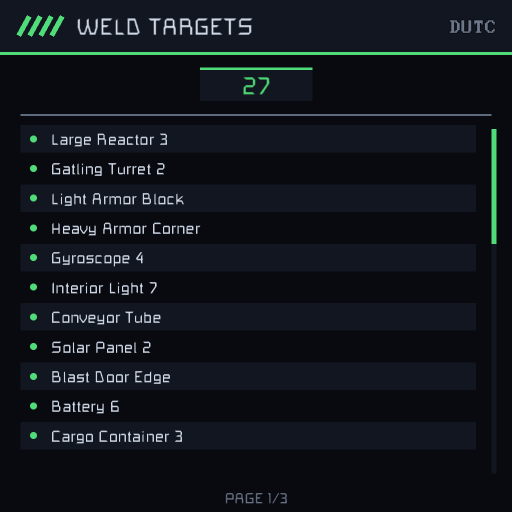 WELD TARGETS
DUTC
27
Large Reactor 3
Gatling Turret 2
Light Armor Block
Heavy Armor Corner
Gyroscope 4
Interior Light 7
Conveyor Tube
Solar Panel 2
Blast Door Edge
Battery 6
Cargo Container 3
PAGE 1/3